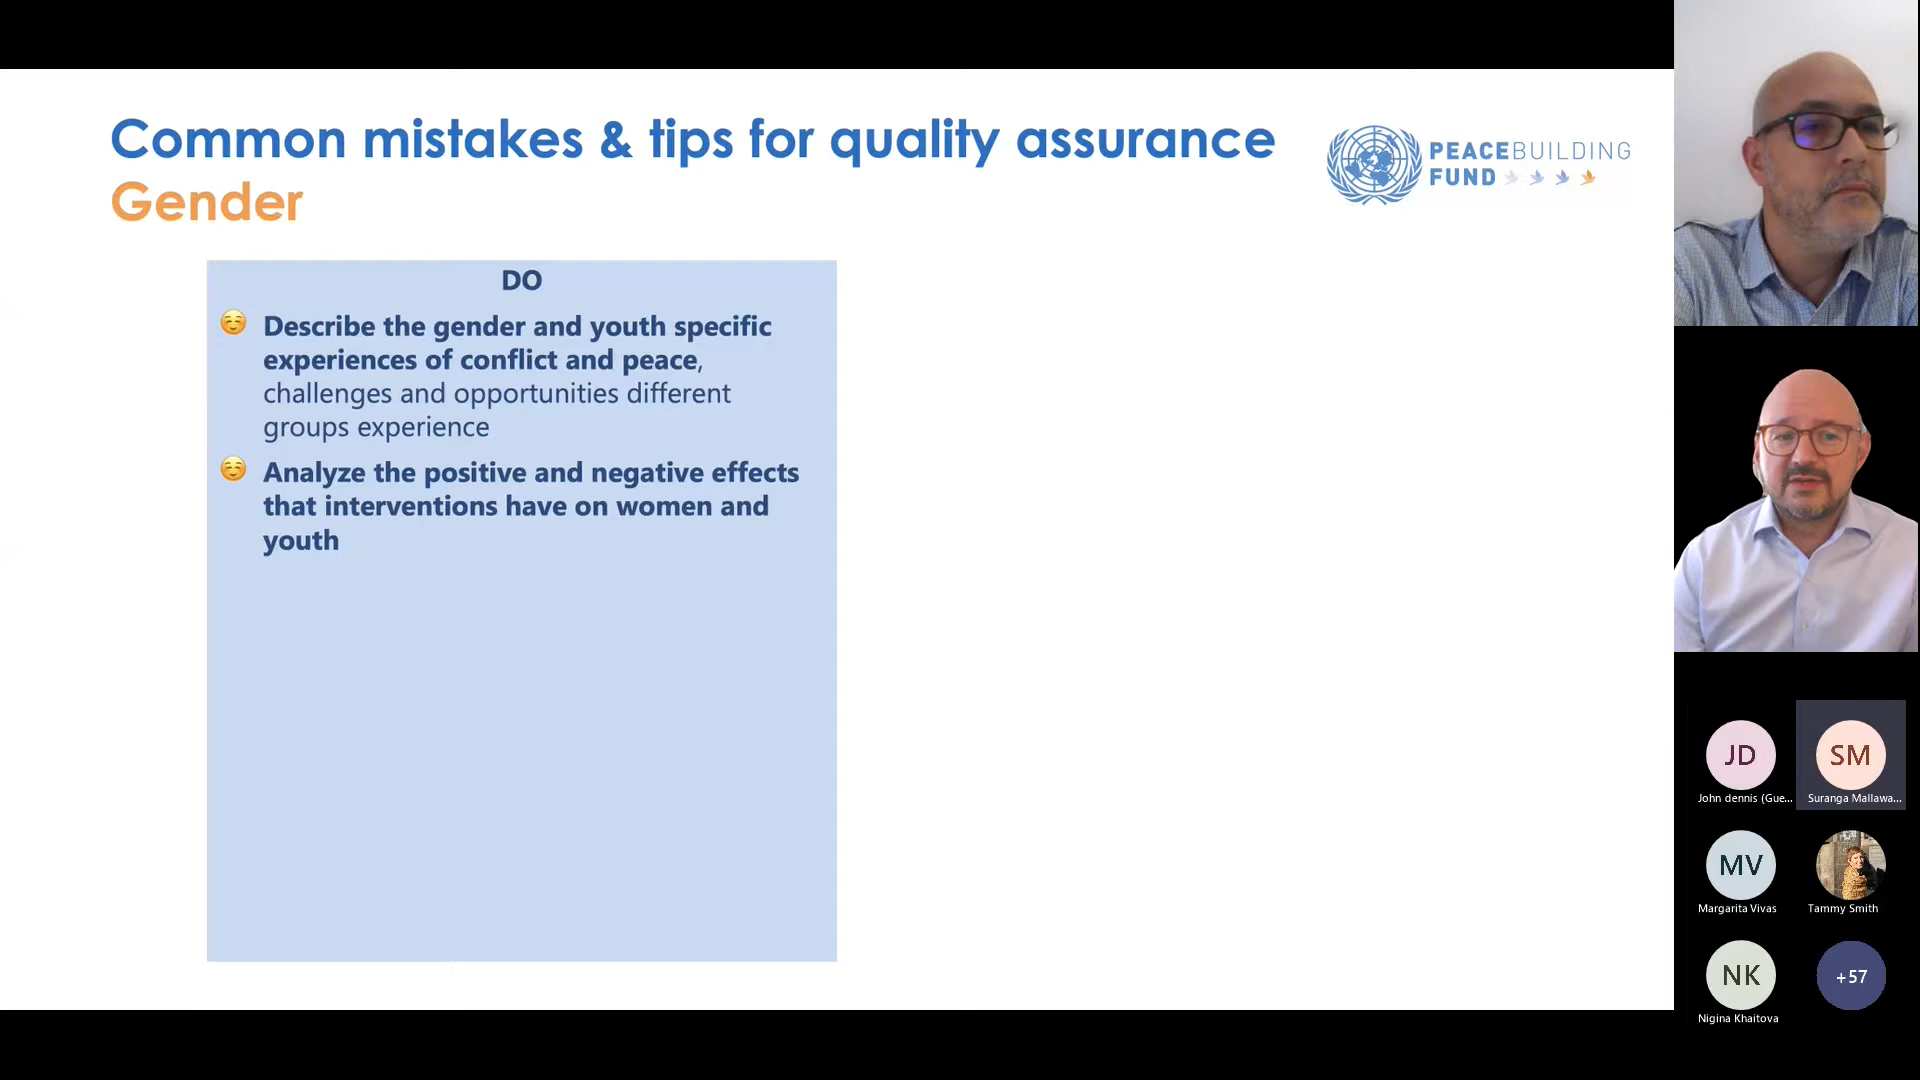 Common mistakes & tips for quality assurance
Gender
PEACEBUILDING
FUND
DO
Describe the gender and youth specific
experiences of conflict and peace,
challenges and opportunities different
groups experience
Analyze the positive and negative effects
that interventions have on women and
youth
JD
John dennis (Gue...
SM
Suranga Mallawa...
MV
Margarita Vivas
Tammy Smith
NK
Nigina Khaitova
+57